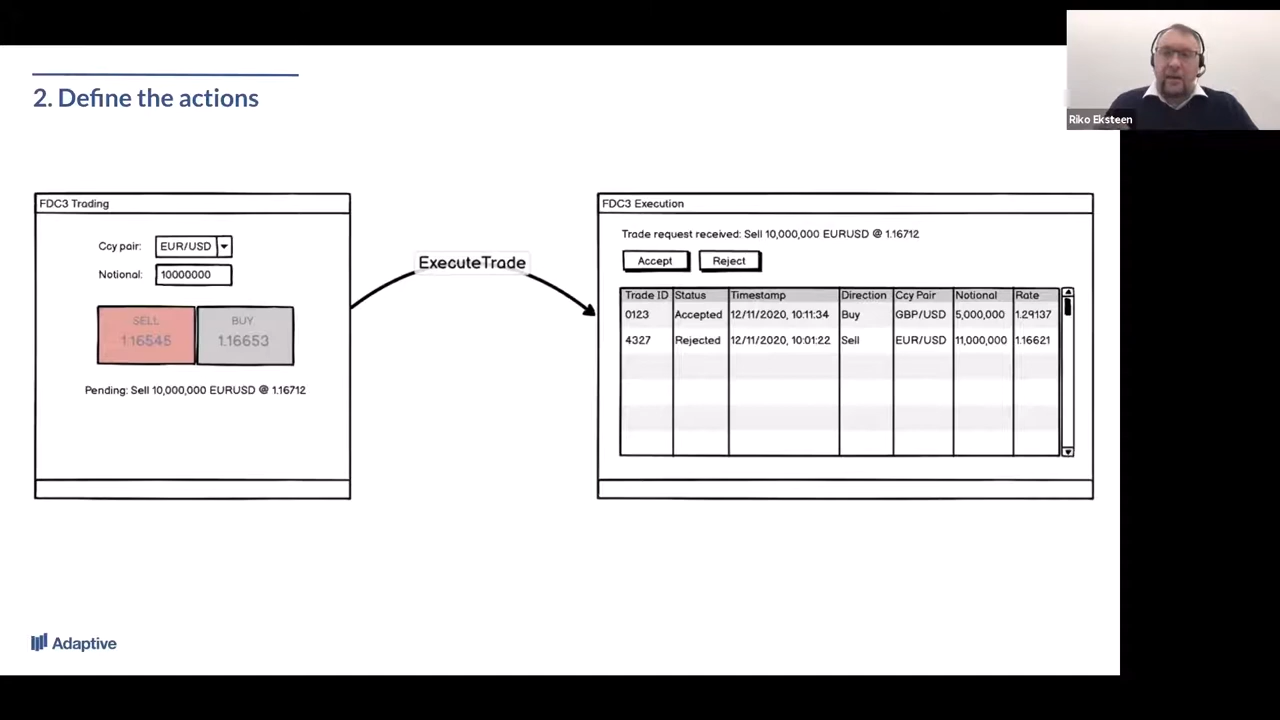 Riko Eksteen
2. Define the actions
FDC3 Trading
Ccy pair: EUR/USD
Notional: 10000000
SELL BUY
1.16545 1.16653
Pending: Sell 10,000,000 EURUSD @ 1.16712
ExecuteTrade
FDC3 Execution
Trade request received: Sell 10,000,000 EURUSD @ 1.16712
Accept Reject
Trade ID Status Timestamp Direction Ccy Pair Notional Rate
0123 Accepted 12/11/2020, 10:11:34 Buy GBP/USD 5,000,000 1.29137
4327 Rejected 12/11/2020, 10:01:22 Sell EUR/USD 11,000,000 1.16621
Adaptive